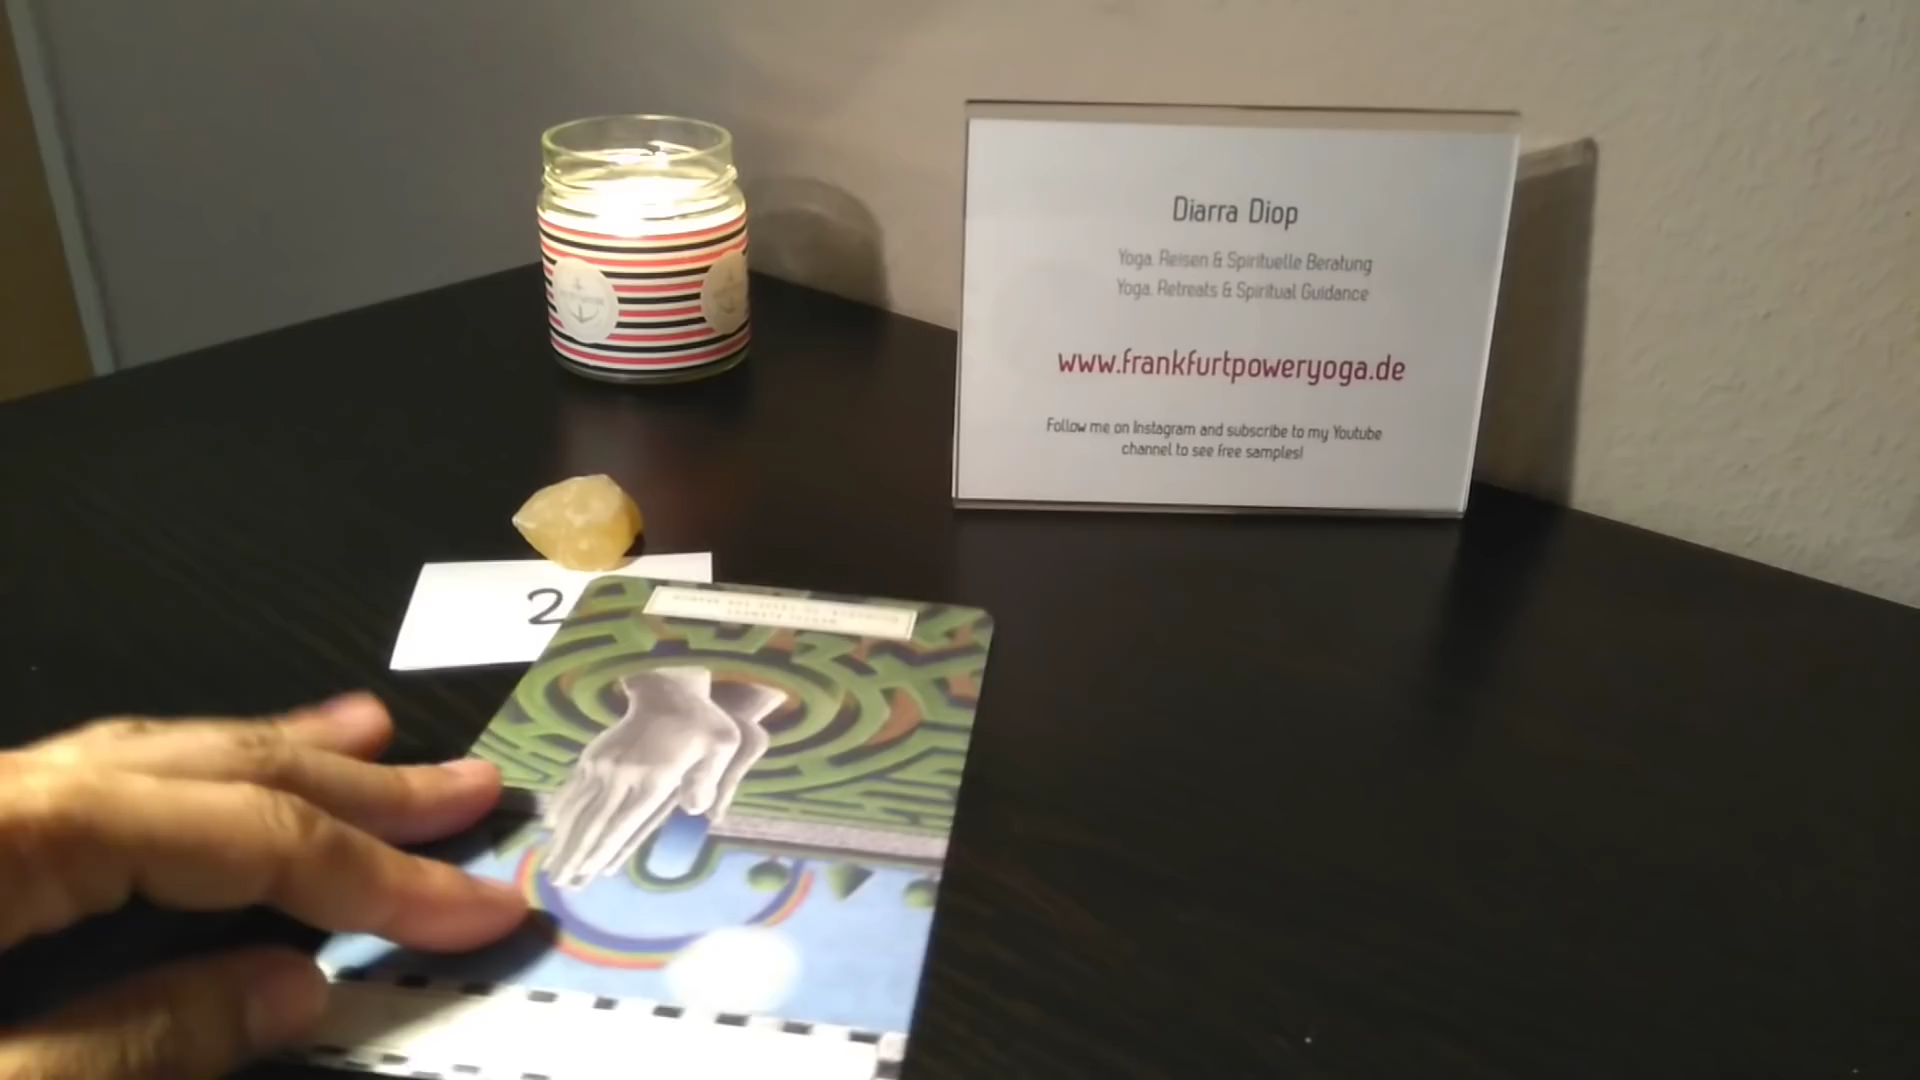 Diarra Diop
Yoga, Reisen & Spirituelle Beratung
Yoga, Retreats & Spiritual Guidance
www.frankfurtpoweryoga.de
Follow me on Instagram and subscribe to my Youtube
channel to see free samples!
2